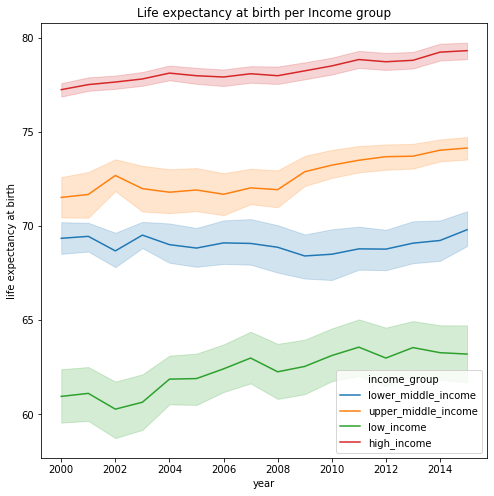 Life expectancy at birth per Income group
80
75
70
65
60
life expectancy at birth
income_group
lower_middle_income
upper_middle_income
low_income
high_income
2000 2002 2004 2006 2008 2010 2012 2014
year